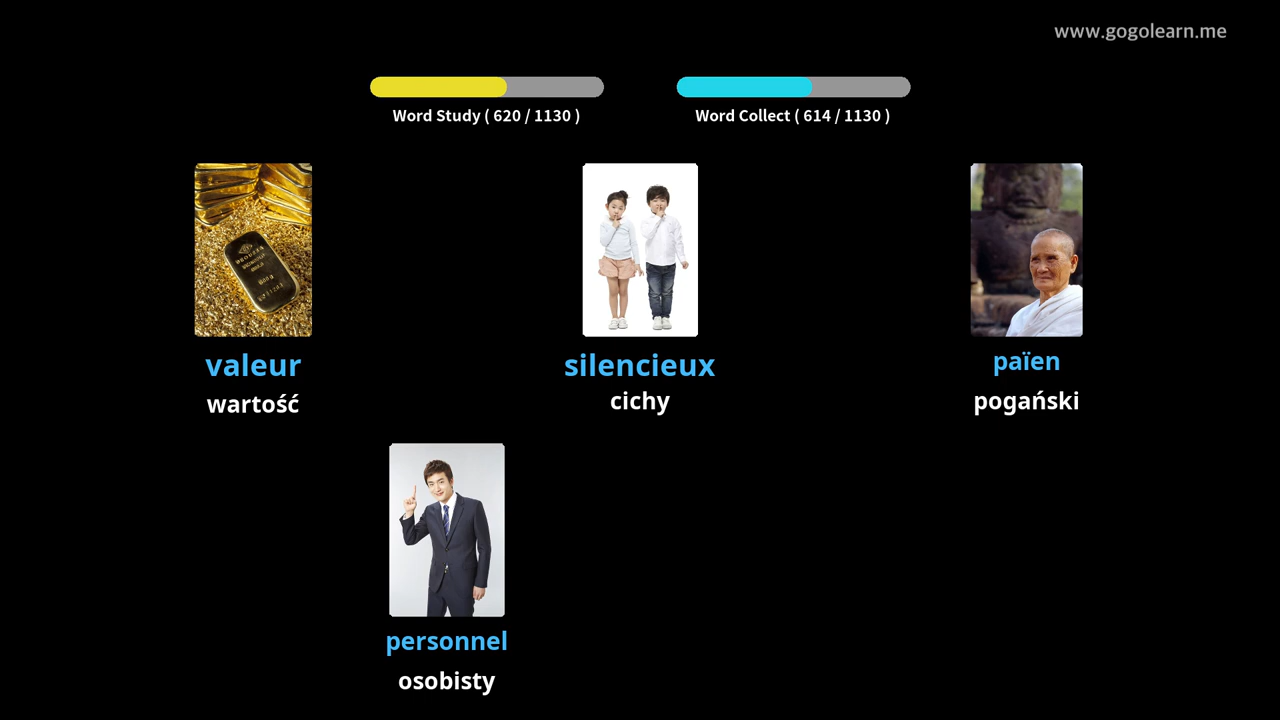 www.gogolearn.me
Word Study ( 620 / 1130 )
Word Collect ( 614 / 1130 )
valeur
wartość
silencieux
cichy
païen
pogański
personnel
osobisty